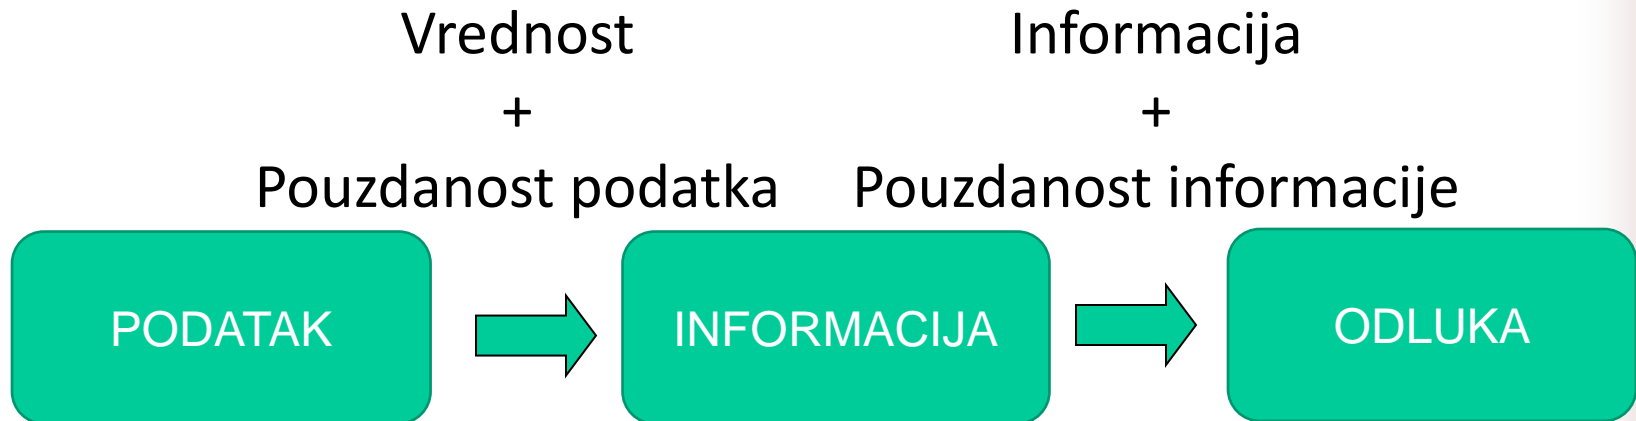 Vrednost
+
Pouzdanost podatka
Informacija
+
Pouzdanost informacije
PODATAK
INFORMACIJA
ODLUKA